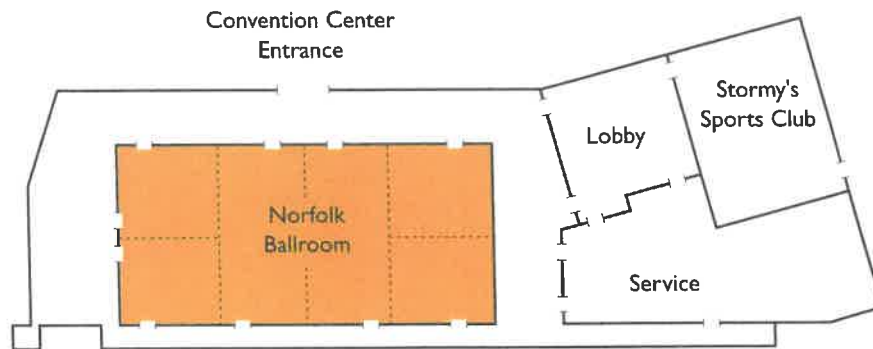 Convention Center
Entrance
Stormy's
Sports Club
Lobby
Norfolk
Ballroom
Service